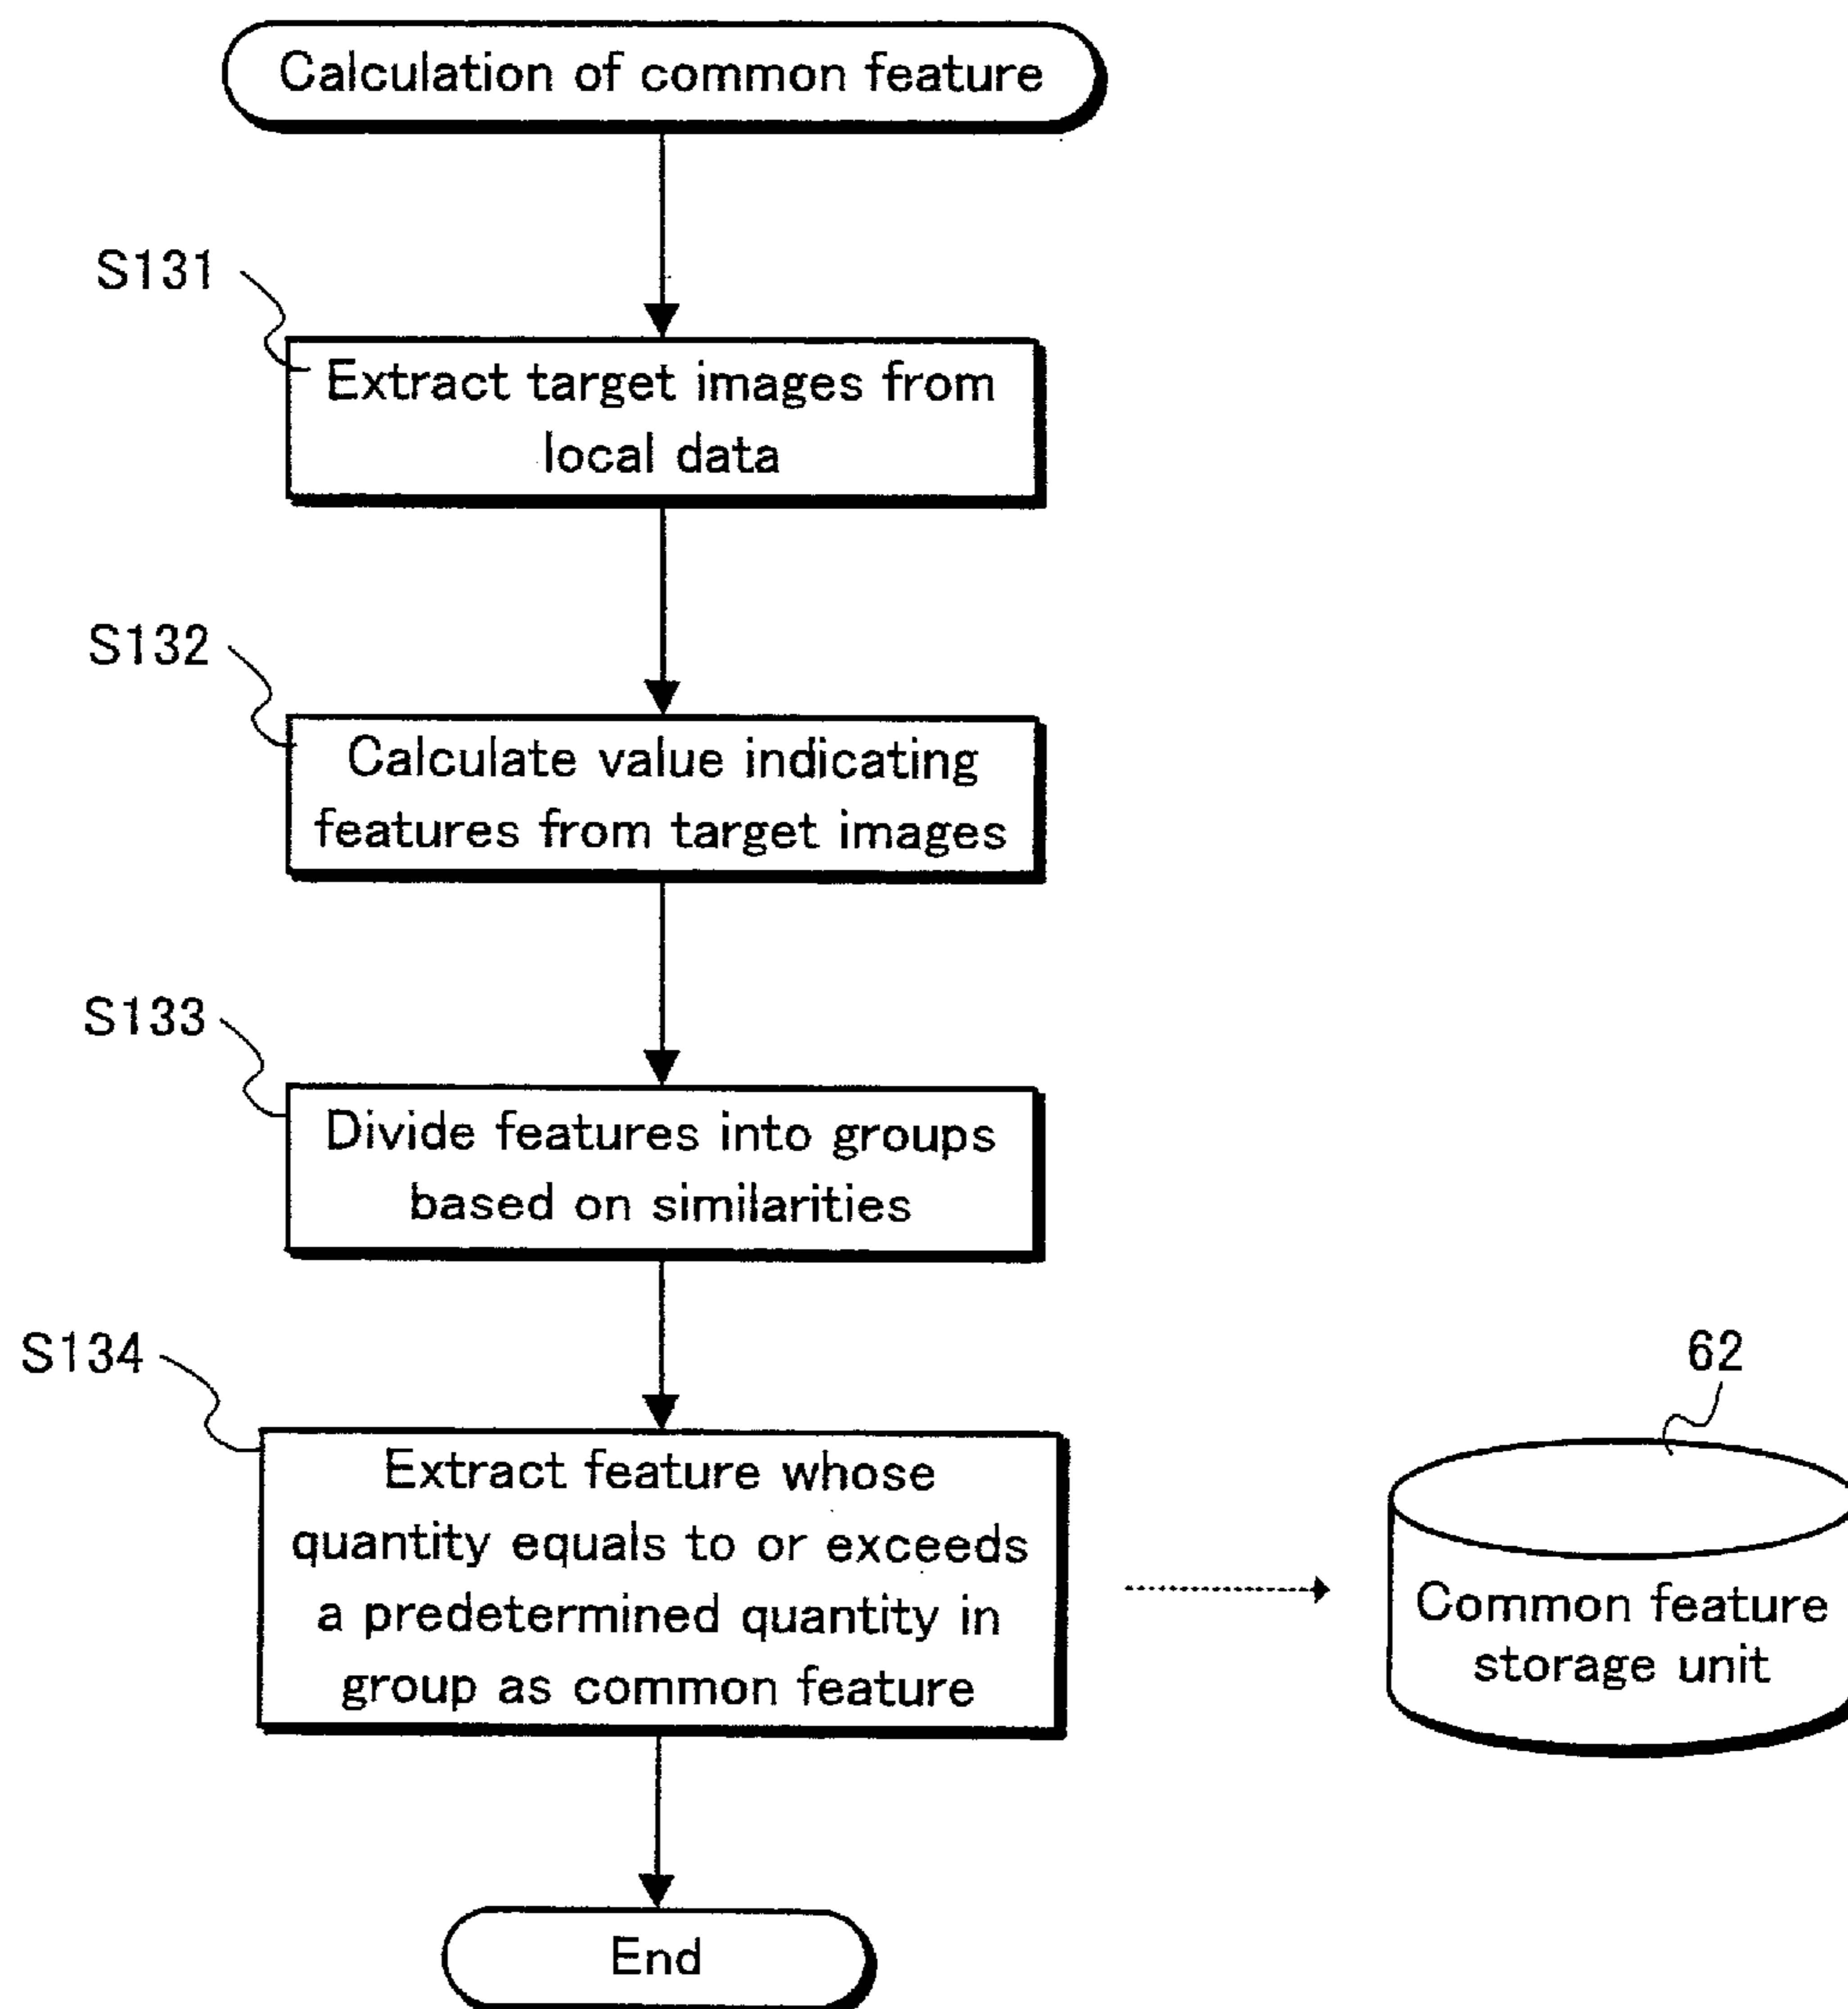 Calculation of common feature
S131
Extract target images from
local data
S132
Calculate value indicating
features from target images
S133
Divide features into groups
based on similarities
S134
Extract feature whose
quantity equals to or exceeds
a predetermined quantity in
group as common feature
62
Common feature
storage unit
End